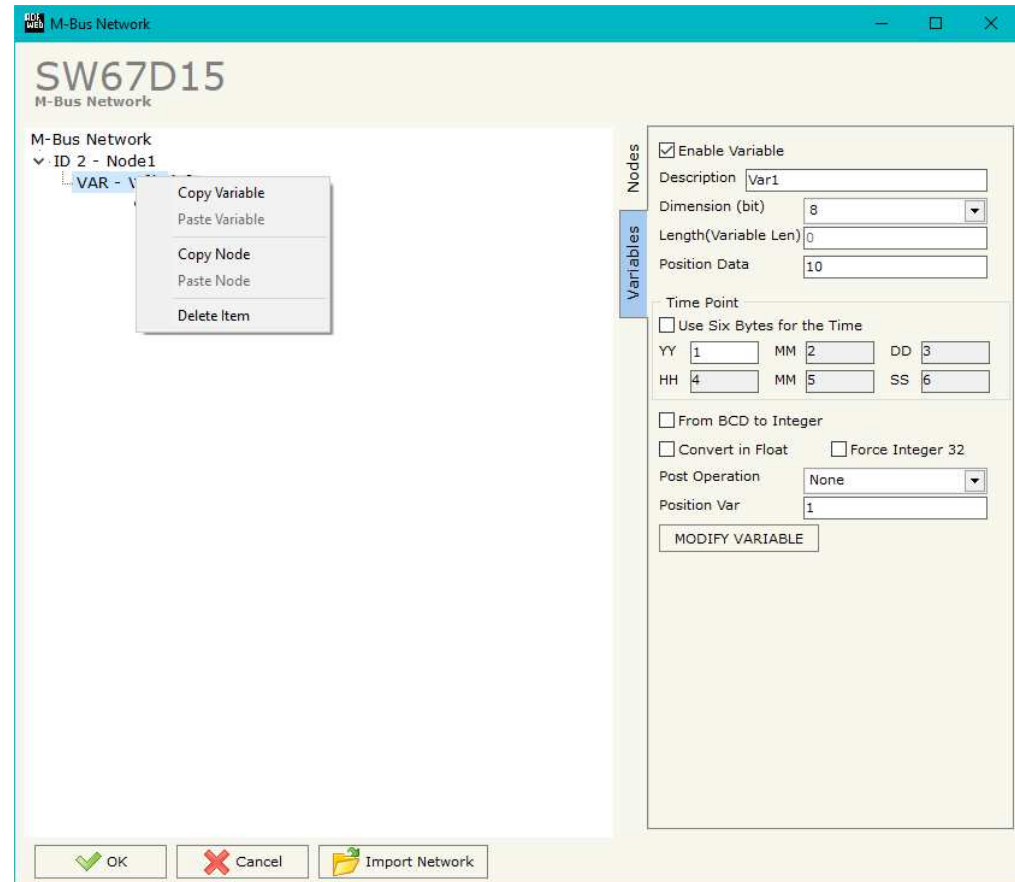 ADF WEB M-Bus Network
SW67D15
M-Bus Network
M-Bus Network
ID 2 - Node1
VAR -
Copy Variable
Paste Variable
Copy Node
Paste Node
Delete Item
Nodes
Variables
Enable Variable
Description Var1
Dimension (bit) 8
Length(Variable Len) 0
Position Data 10
Time Point
Use Six Bytes for the Time
YY 1 MM 2 DD 3
HH 4 MM 5 SS 6
From BCD to Integer
Convert in Float Force Integer 32
Post Operation None
Position Var 1
MODIFY VARIABLE
OK Cancel Import Network